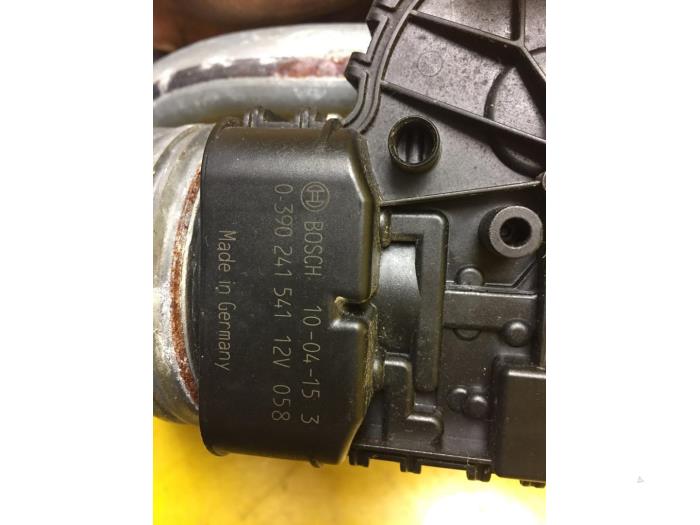 BOSCH. 10-04-15 3
0 390 241 541 12V 058
Made in Germany